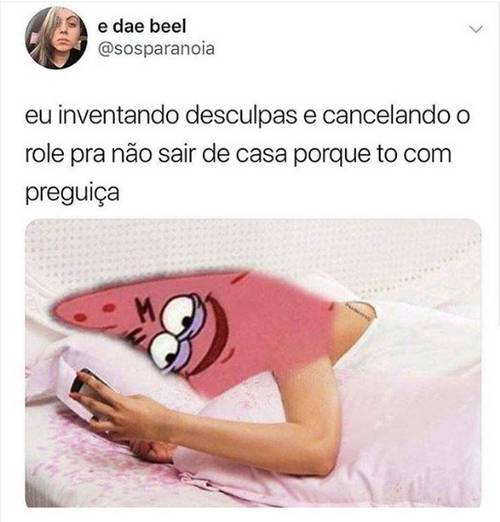 e dae beel
@sosparanoia
eu inventando desculpas e cancelando o
role pra não sair de casa porque to com
preguiça